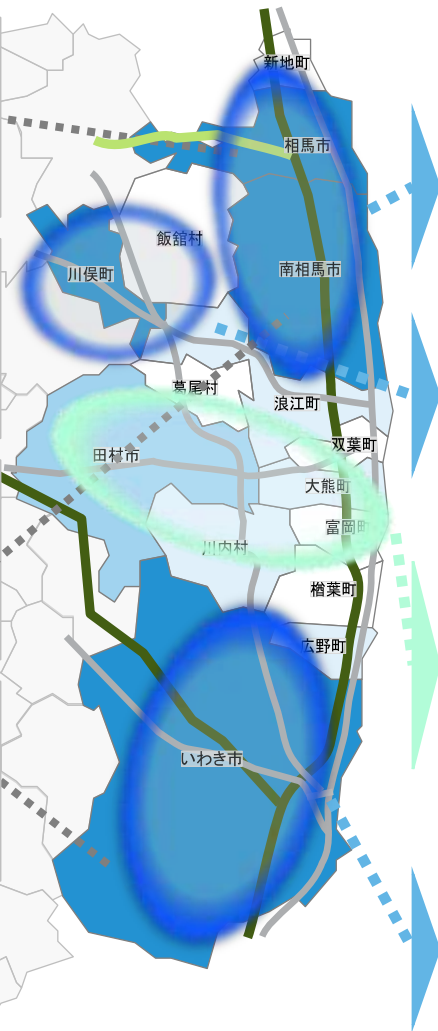 新地町
相馬市
飯舘村
南相馬市
川俣町
葛尾村
浪江町
双葉町
田村市
大熊町
富岡町
川内村
楢葉町
広野町
いわき市